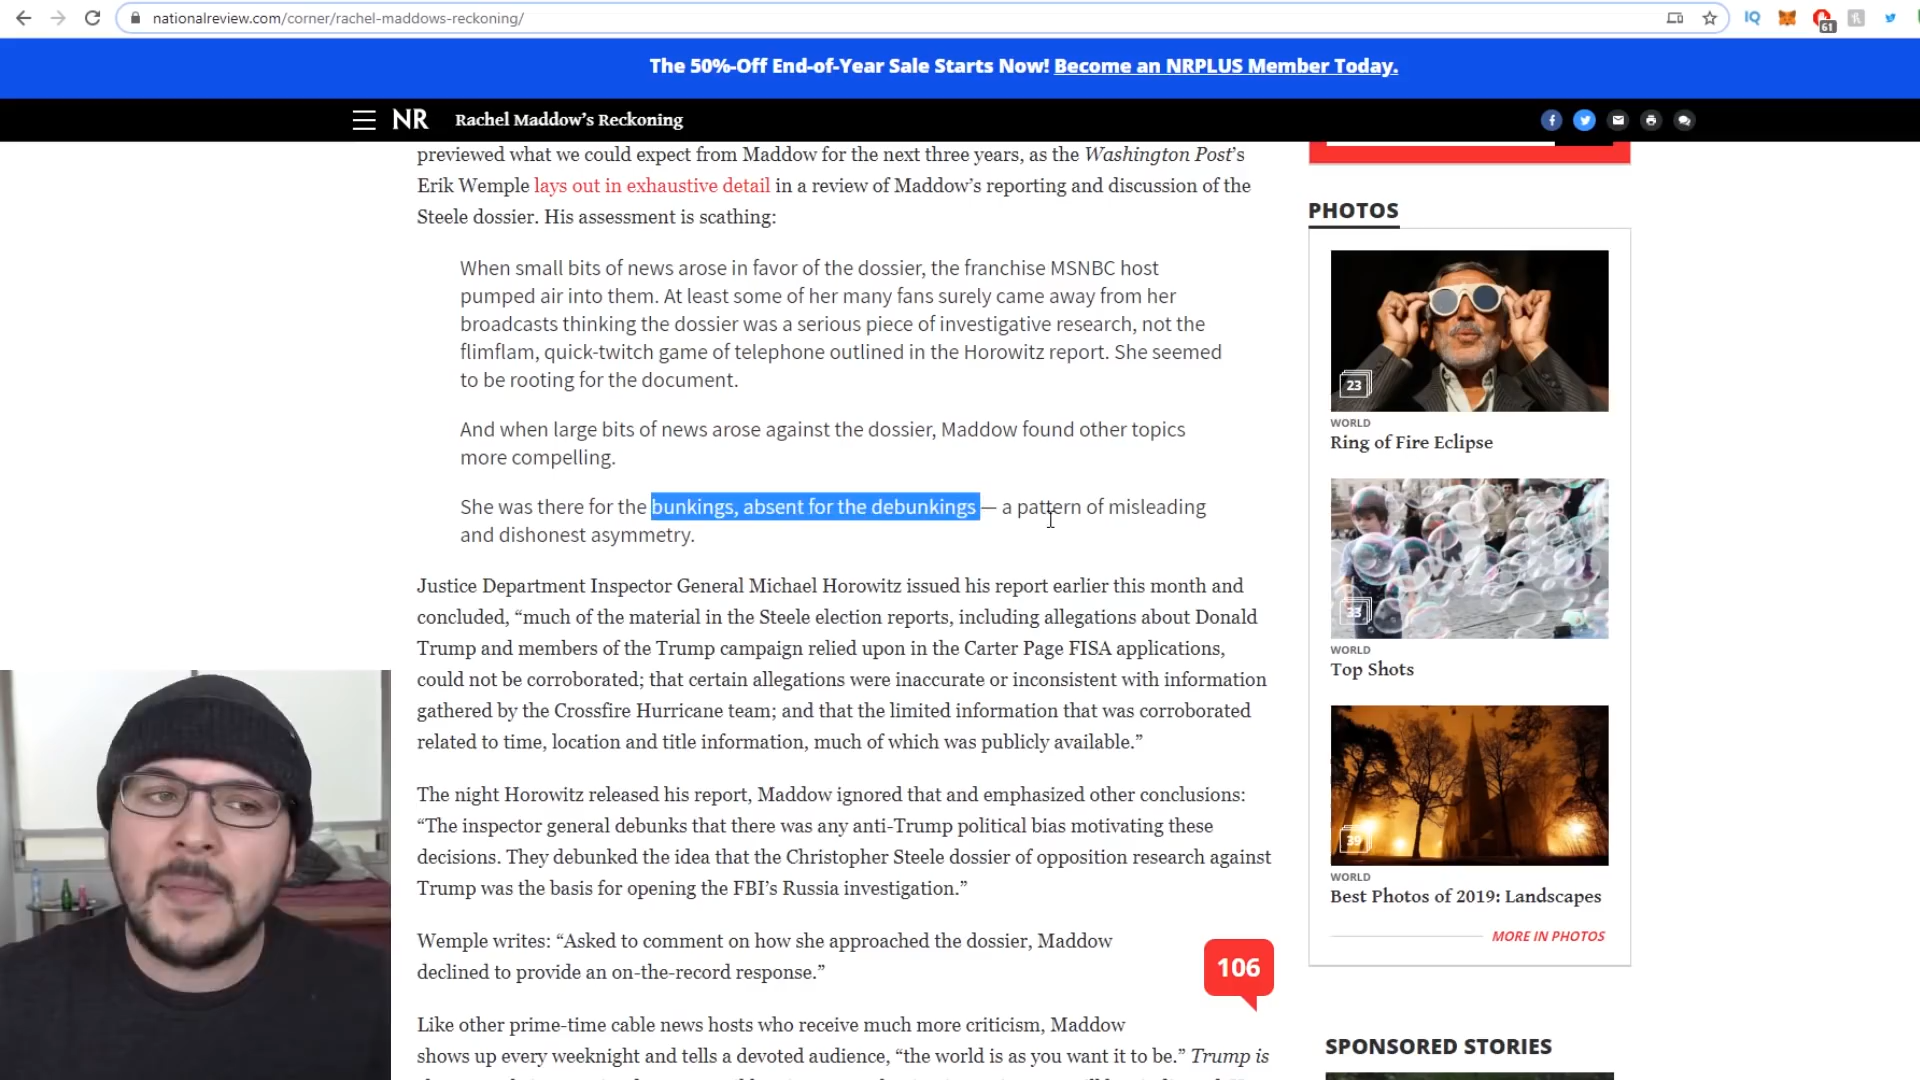 nationalreview.com/corner/rachel-maddows-reckoning/
IQ
61
The 50%-Off End-of-Year Sale Starts Now! Become an NRPLUS Member Today.
NR
Rachel Maddow’s Reckoning
previewed what we could expect from Maddow for the next three years, as the Washington Post’s
Erik Wemple lays out in exhaustive detail in a review of Maddow’s reporting and discussion of the
Steele dossier. His assessment is scathing:
When small bits of news arose in favor of the dossier, the franchise MSNBC host
pumped air into them. At least some of her many fans surely came away from her
broadcasts thinking the dossier was a serious piece of investigative research, not the
flimflam, quick-twitch game of telephone outlined in the Horowitz report. She seemed
to be rooting for the document.
And when large bits of news arose against the dossier, Maddow found other topics
more compelling.
She was there for the bunkings, absent for the debunkings — a pattern of misleading
and dishonest asymmetry.
Justice Department Inspector General Michael Horowitz issued his report earlier this month and
concluded, “much of the material in the Steele election reports, including allegations about Donald
Trump and members of the Trump campaign relied upon in the Carter Page FISA applications,
could not be corroborated; that certain allegations were inaccurate or inconsistent with information
gathered by the Crossfire Hurricane team; and that the limited information that was corroborated
related to time, location and title information, much of which was publicly available.”
The night Horowitz released his report, Maddow ignored that and emphasized other conclusions:
“The inspector general debunks that there was any anti-Trump political bias motivating these
decisions. They debunked the idea that the Christopher Steele dossier of opposition research against
Trump was the basis for opening the FBI’s Russia investigation.”
Wemple writes: “Asked to comment on how she approached the dossier, Maddow
declined to provide an on-the-record response.”
106
Like other prime-time cable news hosts who receive much more criticism, Maddow
shows up every weeknight and tells a devoted audience, “the world is as you want it to be.” Trump is
PHOTOS
23
WORLD
Ring of Fire Eclipse
33
WORLD
Top Shots
39
WORLD
Best Photos of 2019: Landscapes
MORE IN PHOTOS
SPONSORED STORIES